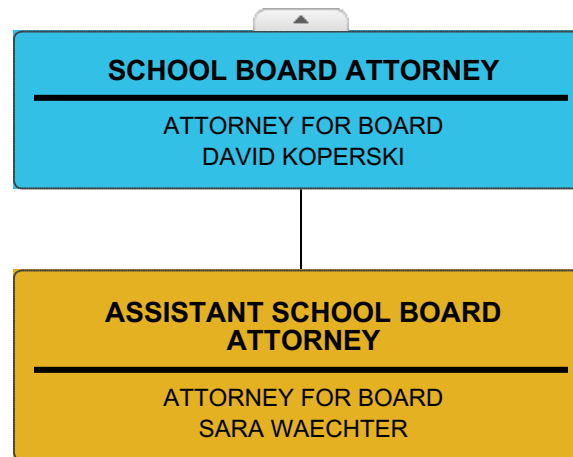 SCHOOL BOARD ATTORNEY
ATTORNEY FOR BOARD
DAVID KOPERSKI
ASSISTANT SCHOOL BOARD
ATTORNEY
ATTORNEY FOR BOARD
SARA WAECHTER